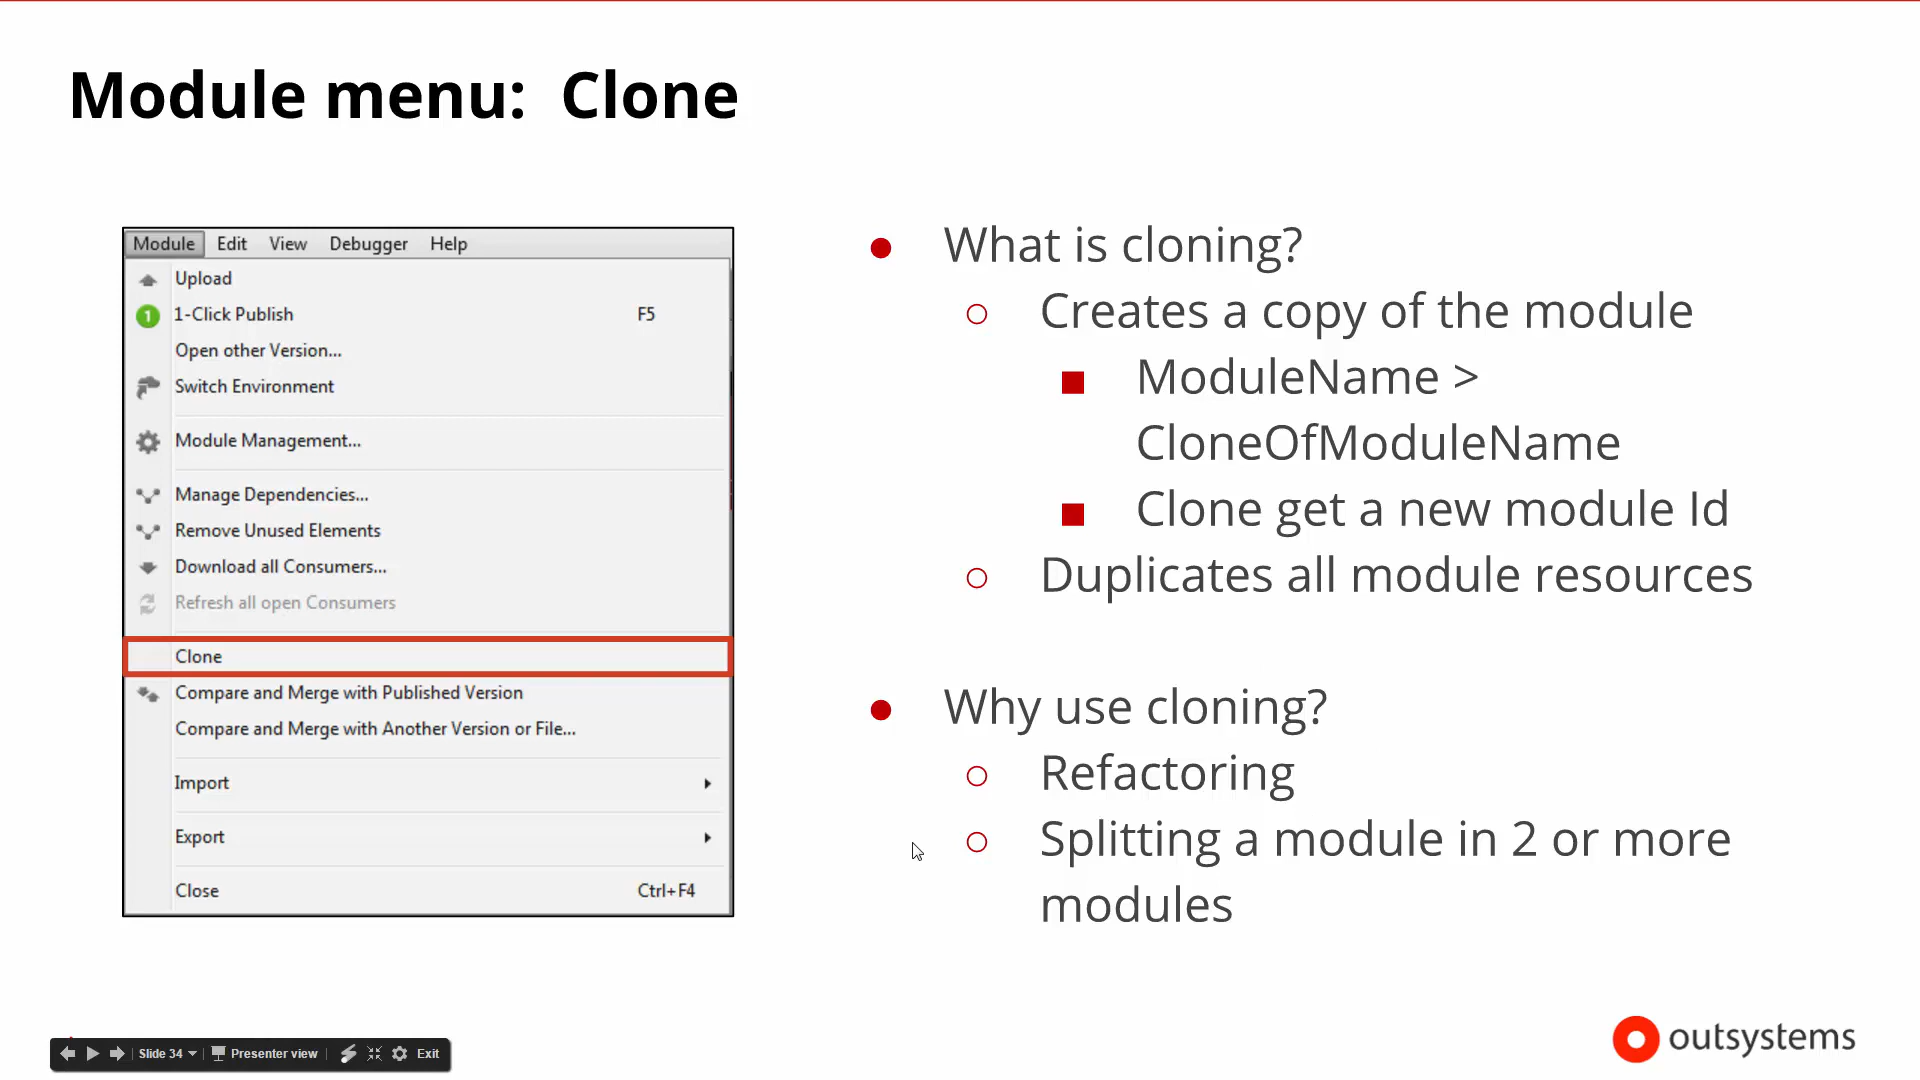 Module menu:  Clone
Module Edit View Debugger Help
Upload
1 1-Click Publish F5
Open other Version...
Switch Environment
Module Management...
Manage Dependencies...
Remove Unused Elements
Download all Consumers...
Refresh all open Consumers
Clone
Compare and Merge with Published Version
Compare and Merge with Another Version or File...
Import
Export
Close Ctrl+F4
What is cloning?
Creates a copy of the module
ModuleName >
CloneOfModuleName
Clone get a new module Id
Duplicates all module resources
Why use cloning?
Refactoring
Splitting a module in 2 or more
modules
Slide 34 Presenter view Exit
outsystems